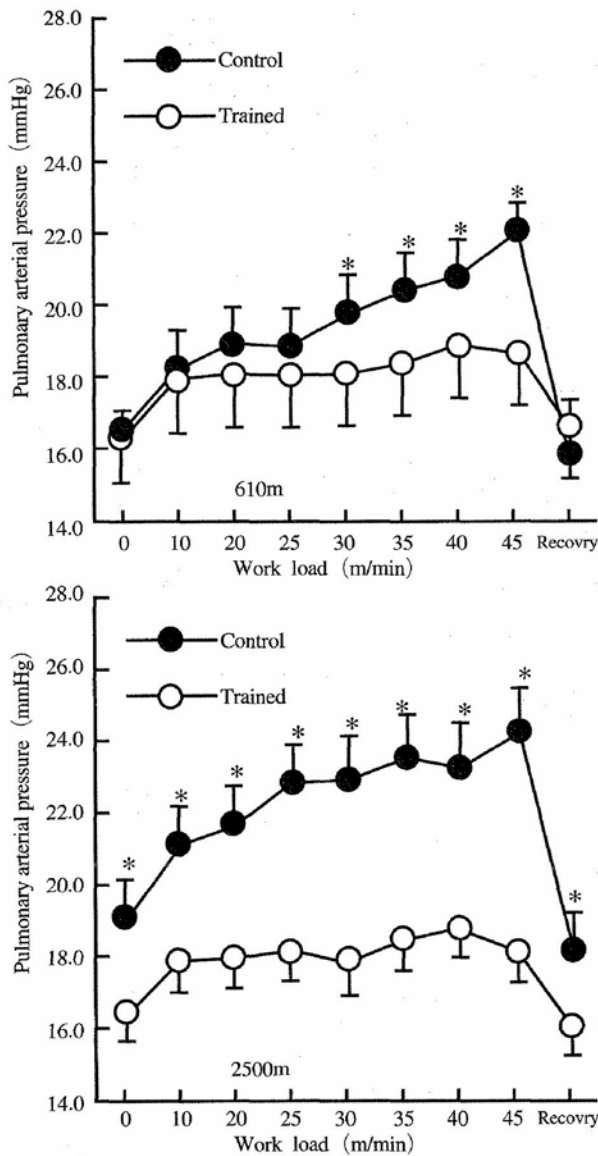 28.0
26.0
24.0
22.0
20.0
18.0
16.0
14.0
Pulmonary arterial pressure (mmHg)
Control
Trained
*
*
*
*
610m
0 10 20 25 30 35 40 45 Recovry
Work load (m/min)
28.0
26.0
24.0
22.0
20.0
18.0
16.0
14.0
Pulmonary arterial pressure (mmHg)
Control
Trained
*
*
*
*
*
*
*
*
*
2500m
0 10 20 25 30 35 40 45 Recovry
Work load (m/min)